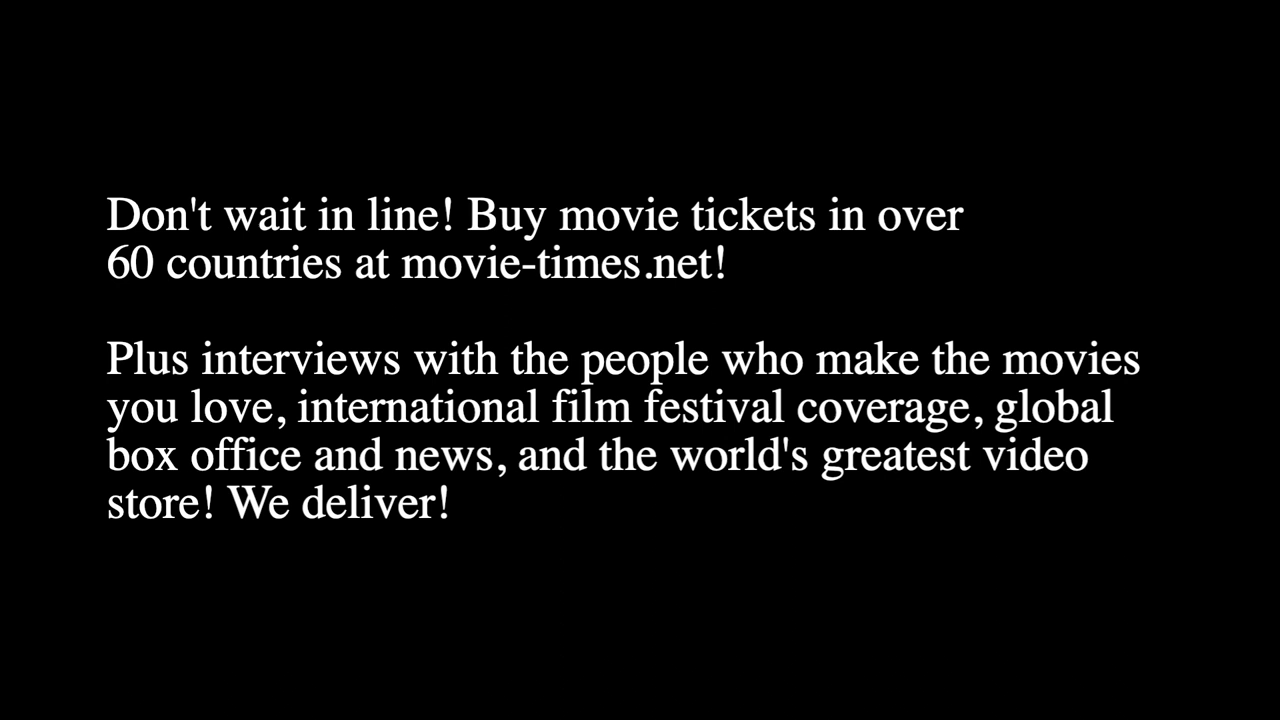 Don't wait in line! Buy movie tickets in over
60 countries at movie-times.net!
Plus interviews with the people who make the movies
you love, international film festival coverage, global
box office and news, and the world's greatest video
store! We deliver!